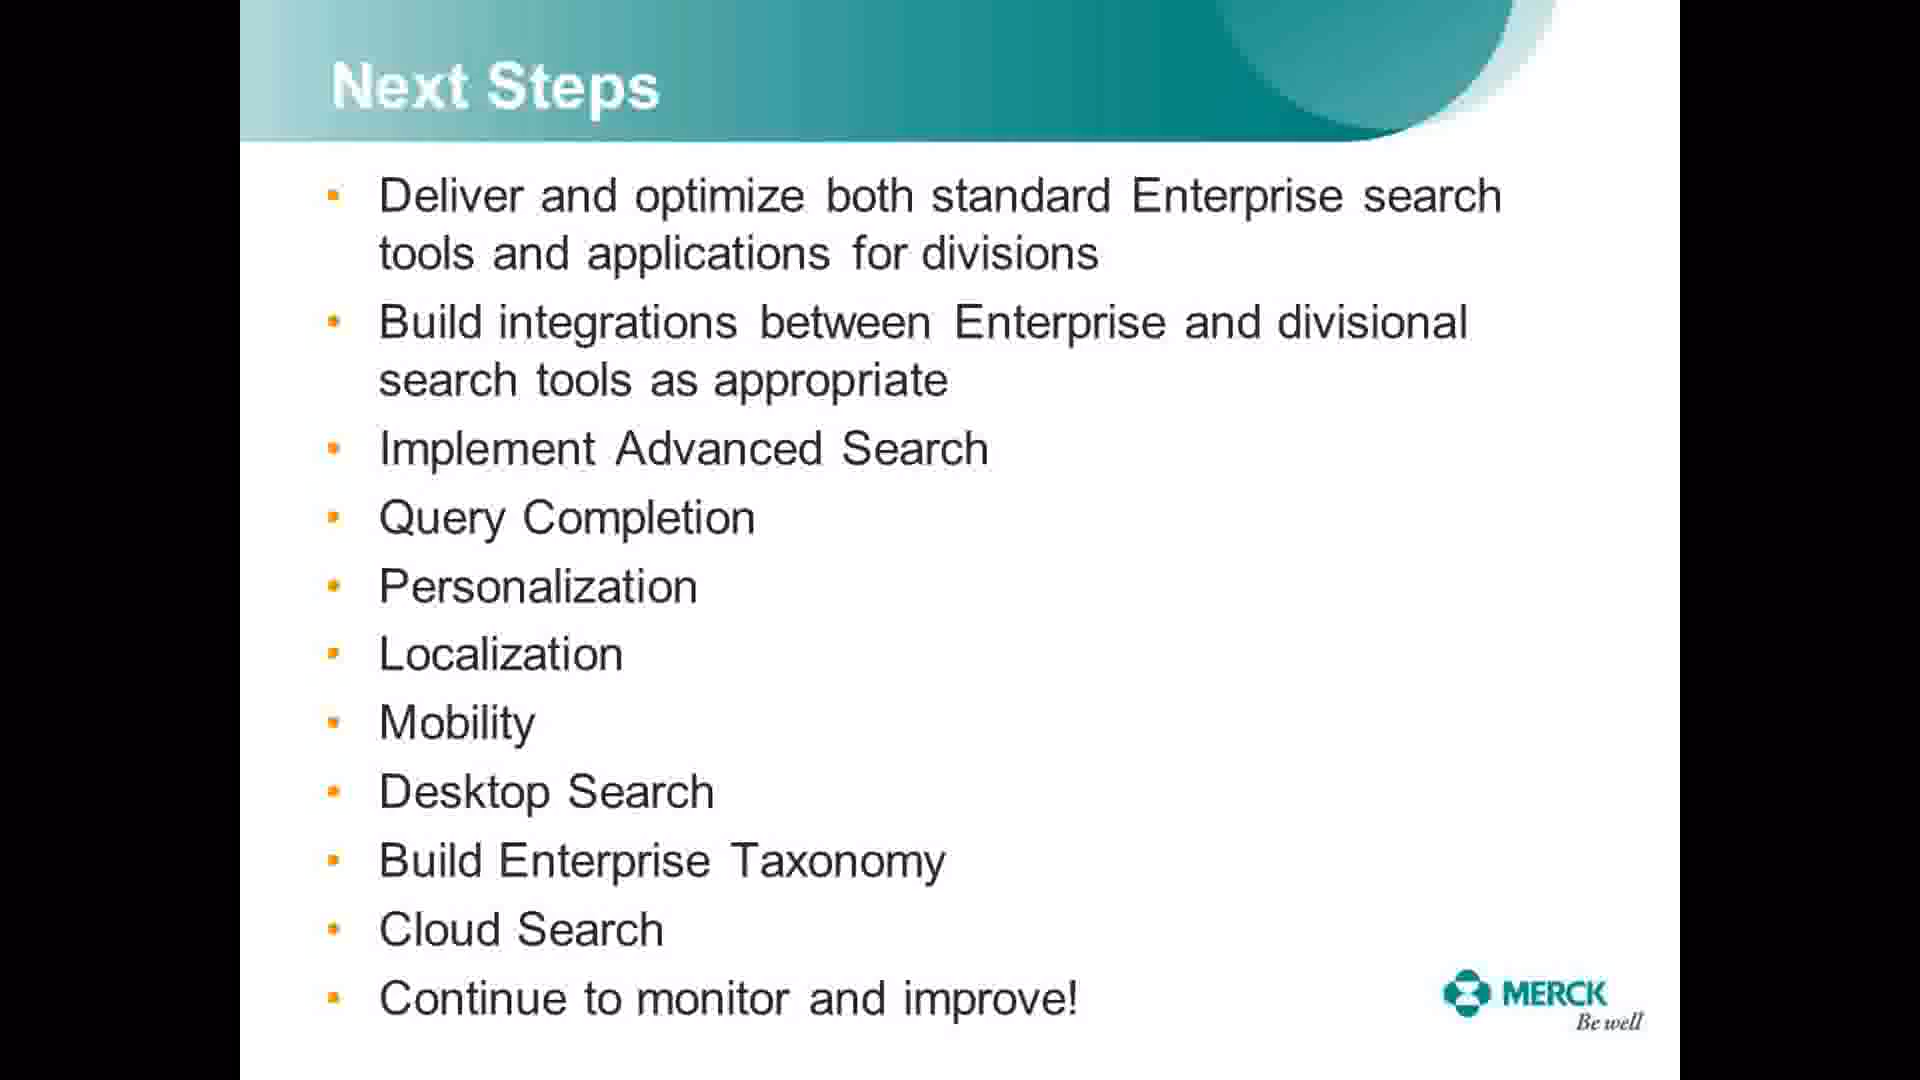 Next Steps
Deliver and optimize both standard Enterprise search
tools and applications for divisions
Build integrations between Enterprise and divisional
search tools as appropriate
Implement Advanced Search
Query Completion
Personalization
Localization
Mobility
Desktop Search
Build Enterprise Taxonomy
Cloud Search
Continue to monitor and improve!
MERCK
Be well